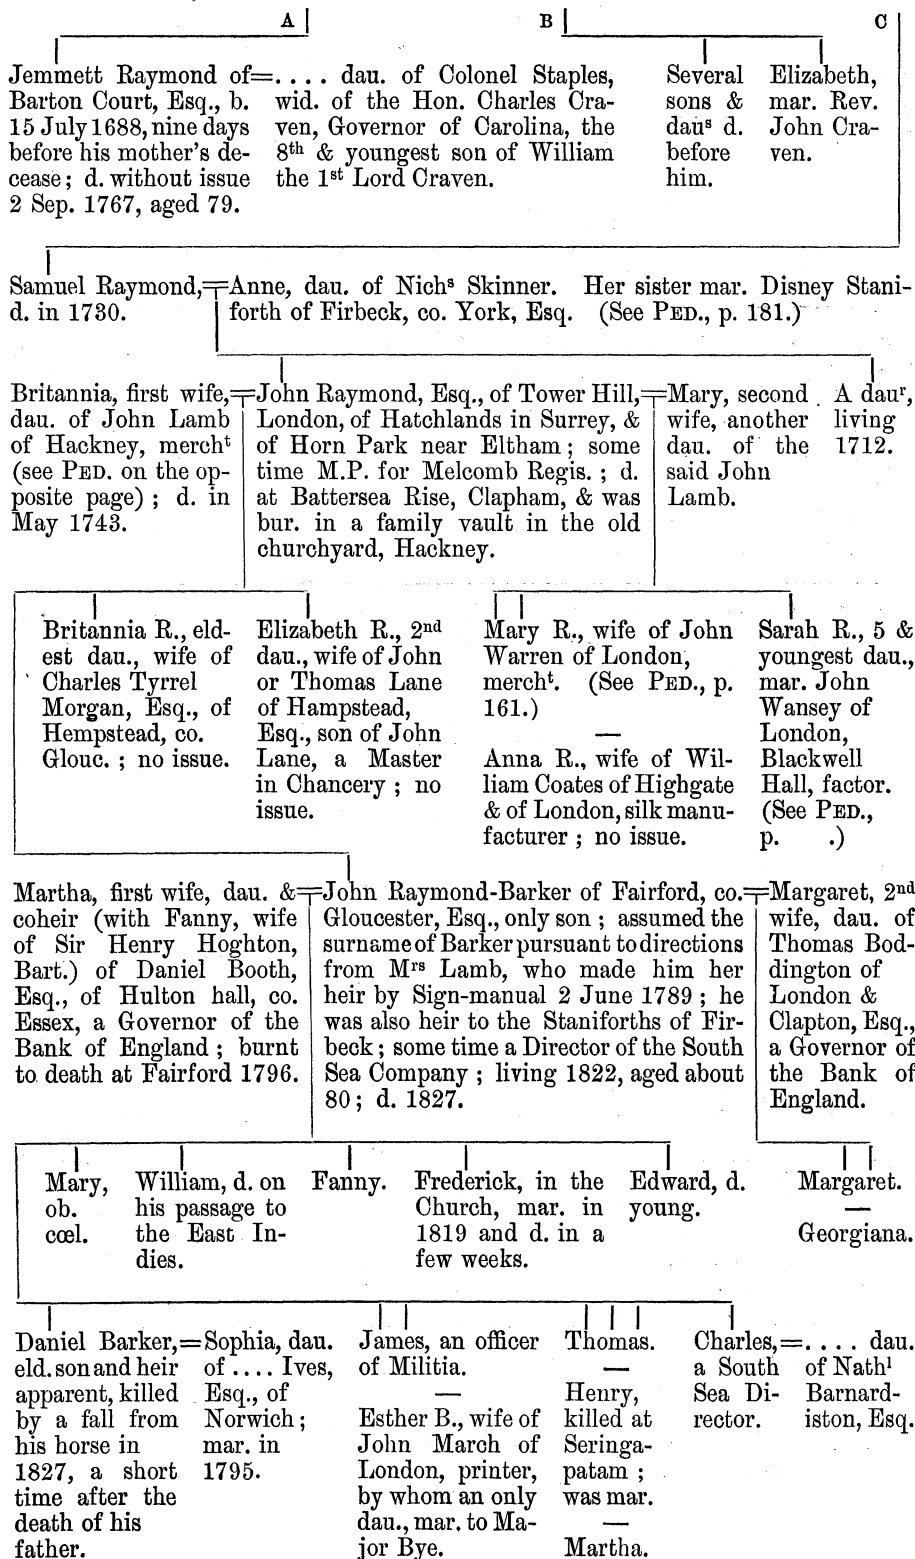 A B C
Jemmett Raymond of=
Barton Court, Esq., b.
15 July 1688, nine days
before his mother's de-
cease ; d. without issue
2 Sep. 1767, aged 79.
. . . . dau. of Colonel Staples,
wid. of the Hon. Charles Cra-
ven, Governor of Carolina, the
8th & youngest son of William
the 1st Lord Craven.
Several
sons &
daus d.
before
him.
Elizabeth,
mar. Rev.
John Cra-
ven.
Samuel Raymond,=
d. in 1730.
Anne, dau. of Nichs Skinner. Her sister mar. Disney Stani-
forth of Firbeck, co. York, Esq. (See PED., p. 181.)
Britannia, first wife,=
dau. of John Lamb
of Hackney, mercht
(see PED. on the op-
posite page) ; d. in
May 1743.
John Raymond, Esq., of Tower Hill,=
London, of Hatchlands in Surrey, &
of Horn Park near Eltham ; some
time M.P. for Melcomb Regis. ; d.
at Battersea Rise, Clapham, & was
bur. in a family vault in the old
churchyard, Hackney.
Mary, second
wife, another
dau. of the
said John
Lamb.
A daur,
living
1712.
Britannia R., eld-
est dau., wife of
Charles Tyrrel
Morgan, Esq., of
Hempstead, co.
Glouc. ; no issue.
Elizabeth R., 2nd
dau., wife of John
or Thomas Lane
of Hampstead,
Esq., son of John
Lane, a Master
in Chancery ; no
issue.
Mary R., wife of John
Warren of London,
mercht. (See PED., p.
161.)
—
Anna R., wife of Wil-
liam Coates of Highgate
& of London, silk manu-
facturer ; no issue.
Sarah R., 5 &
youngest dau.,
mar. John
Wansey of
London,
Blackwell
Hall, factor.
(See PED.,
p. .)
Martha, first wife, dau. &=
coheir (with Fanny, wife
of Sir Henry Hoghton,
Bart.) of Daniel Booth,
Esq., of Hulton hall, co.
Essex, a Governor of the
Bank of England ; burnt
to death at Fairford 1796.
John Raymond-Barker of Fairford, co.=
Gloucester, Esq., only son ; assumed the
surname of Barker pursuant to directions
from Mrs Lamb, who made him her
heir by Sign-manual 2 June 1789 ; he
was also heir to the Staniforths of Fir-
beck ; some time a Director of the South
Sea Company ; living 1822, aged about
80 ; d. 1827.
Margaret, 2nd
wife, dau. of
Thomas Bod-
dington of
London &
Clapton, Esq.,
a Governor of
the Bank of
England.
Mary,
ob.
cœl.
William, d. on
his passage to
the East In-
dies.
Fanny.
Frederick, in the
Church, mar. in
1819 and d. in a
few weeks.
Edward, d.
young.
Margaret.
—
Georgiana.
Daniel Barker,=
eld. son and heir
apparent, killed
by a fall from
his horse in
1827, a short
time after the
death of his
father.
Sophia, dau.
of . . . . Ives,
Esq., of
Norwich ;
mar. in
1795.
James, an officer
of Militia.
—
Esther B., wife of
John March of
London, printer,
by whom an only
dau., mar. to Ma-
jor Bye.
Thomas.
—
Henry,
killed at
Seringa-
patam ;
was mar.
—
Martha.
Charles,=
a South
Sea Di-
rector.
. . . . dau.
of Nathl
Barnard-
iston, Esq.